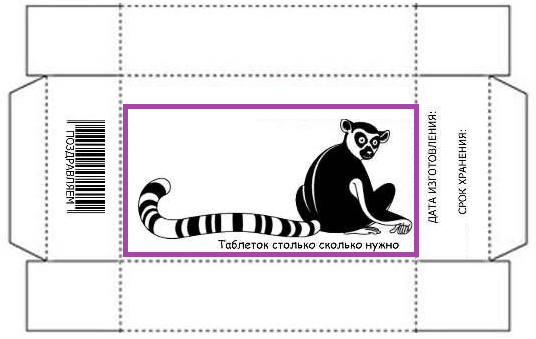 ПОЗДРАВЛЯЕМ
Таблеток столько сколько нужно
ДАТА ИЗГОТОВЛЕНИЯ:
СРОК ХРАНЕНИЯ: